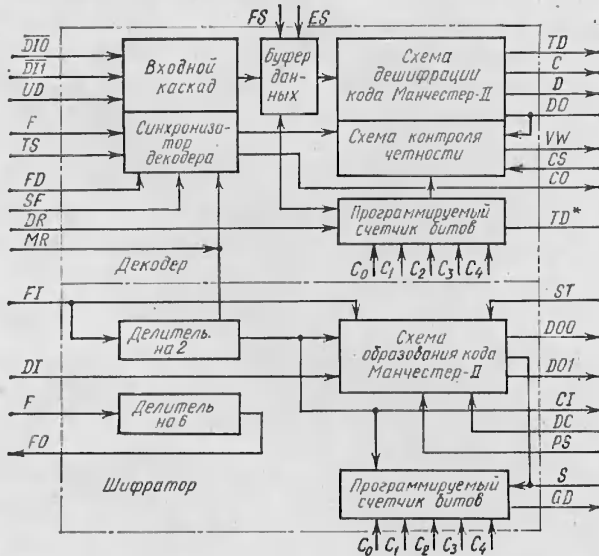 FS ES
DI0
DI1
UD
F
TS
FD
SF
DR
MR
Входной
каскад
Синхрониза-
тор
декодера
Буфер
данных
Схема
дешифрации
кода Манчестер-II
Схема контроля
четности
Программируемый
счетчик битов
C0 C1 C2 C3 C4
TD
C
D
DO
VW
CS
CO
TD*
Декодер
FI
DI
F
FO
Делитель
на 2
Делитель
на 6
Схема
образования кода
Манчестер-II
Программируемый
счетчик битов
C0 C1 C2 C3 C4
ST
DO0
DO1
CI
DC
PS
S
GD
Шифратор